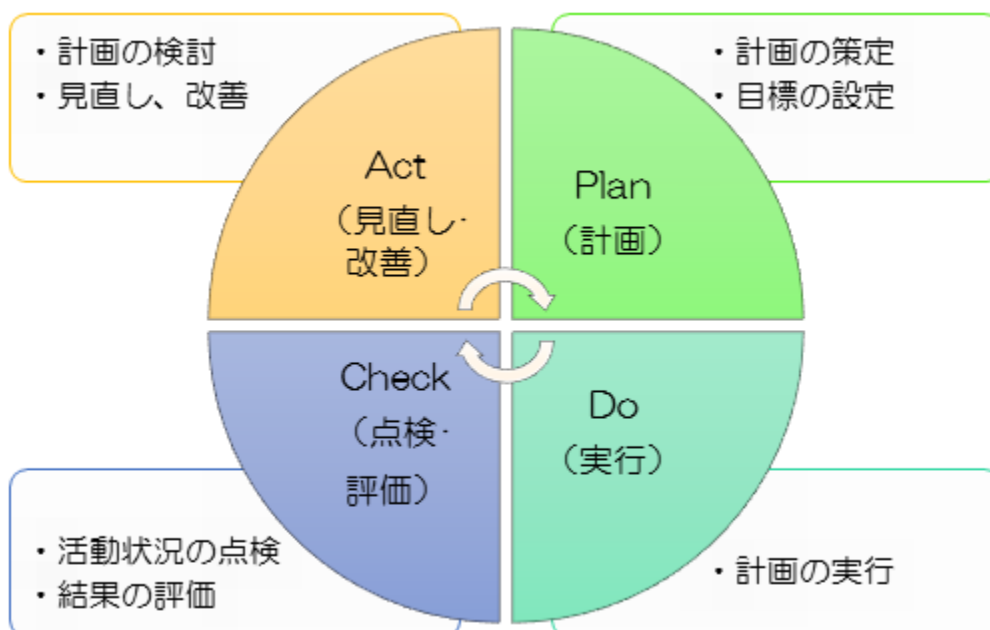 ・計画の検討
・見直し、改善
・計画の策定
・目標の設定
Act
（見直し・
改善）
Plan
（計画）
Check
（点検・
評価）
Do
（実行）
・活動状況の点検
・結果の評価
・計画の実行